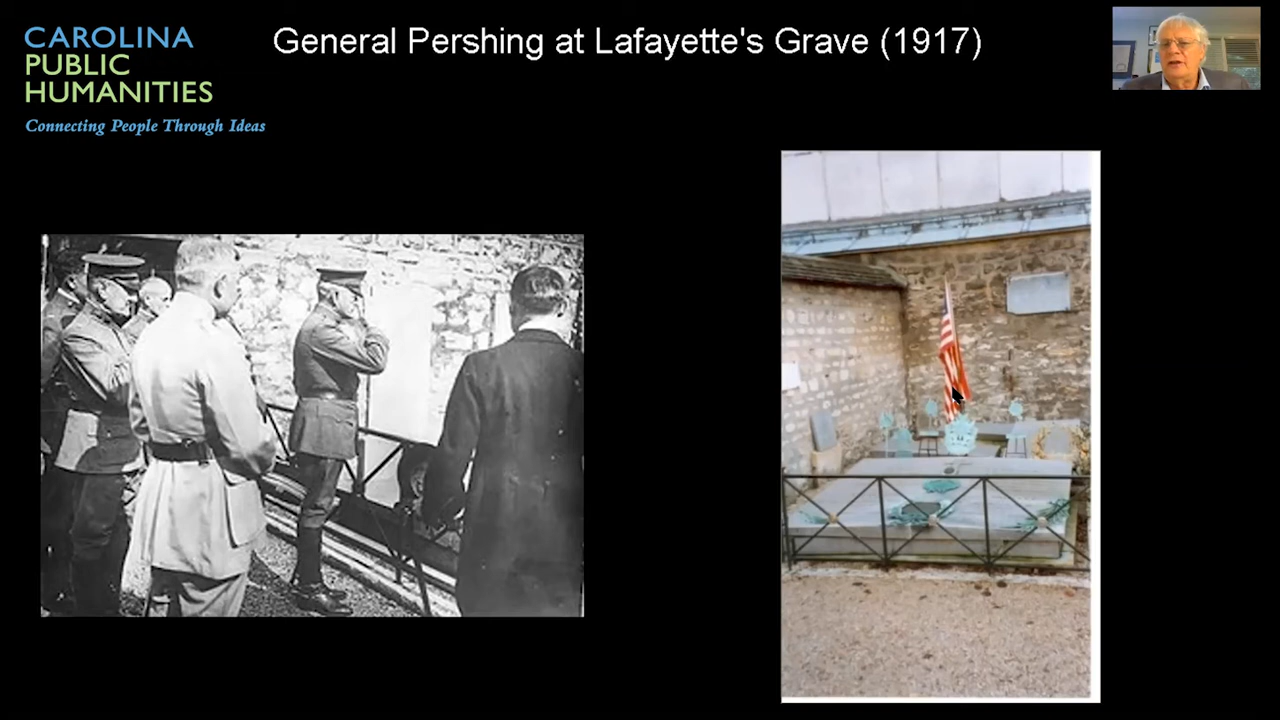 CAROLINA
PUBLIC
HUMANITIES
Connecting People Through Ideas
General Pershing at Lafayette's Grave (1917)